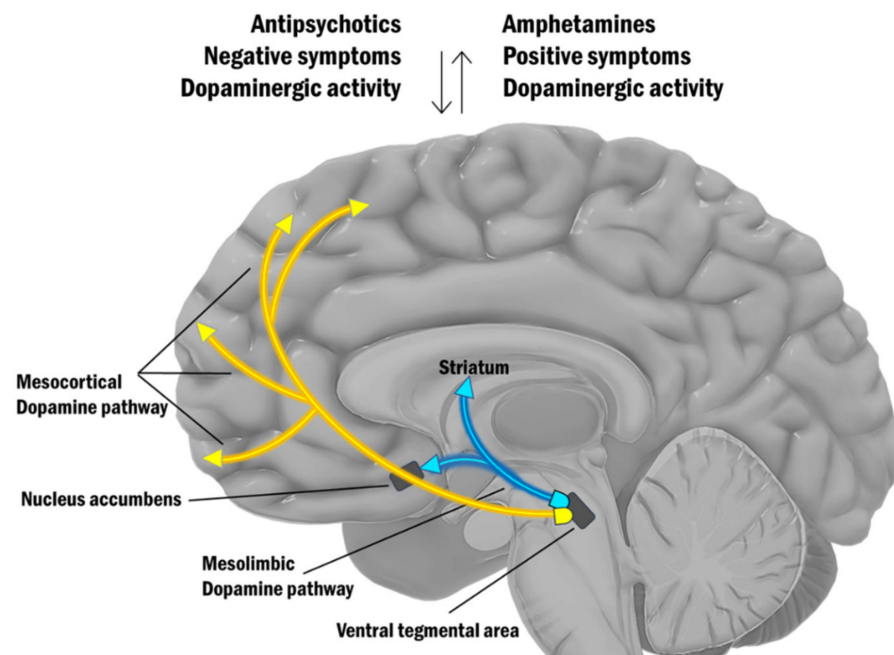 Antipsychotics
Negative symptoms
Dopaminergic activity
Amphetamines
Positive symptoms
Dopaminergic activity
Striatum
Mesocortical
Dopamine pathway
Nucleus accumbens
Mesolimbic
Dopamine pathway
Ventral tegmental area